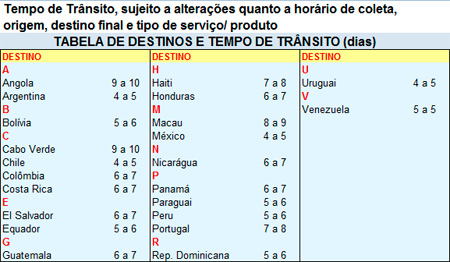 Tempo de Trânsito, sujeito a alterações quanto a horário de coleta,
origem, destino final e tipo de serviço/ produto
TABELA DE DESTINOS E TEMPO DE TRÂNSITO (dias)
DESTINO
A
Angola 9 a 10
Argentina 4 a 5
B
Bolívia 5 a 6
C
Cabo Verde 9 a 10
Chile 4 a 5
Colômbia 6 a 7
Costa Rica 6 a 7
E
El Salvador 6 a 7
Equador 5 a 6
G
Guatemala 6 a 7
DESTINO
H
Haiti 7 a 8
Honduras 6 a 7
M
Macau 8 a 9
México 4 a 5
N
Nicarágua 6 a 7
P
Panamá 6 a 7
Paraguai 5 a 6
Peru 5 a 6
Portugal 7 a 8
R
Rep. Dominicana 5 a 6
DESTINO
U
Uruguai 4 a 5
V
Venezuela 5 a 5